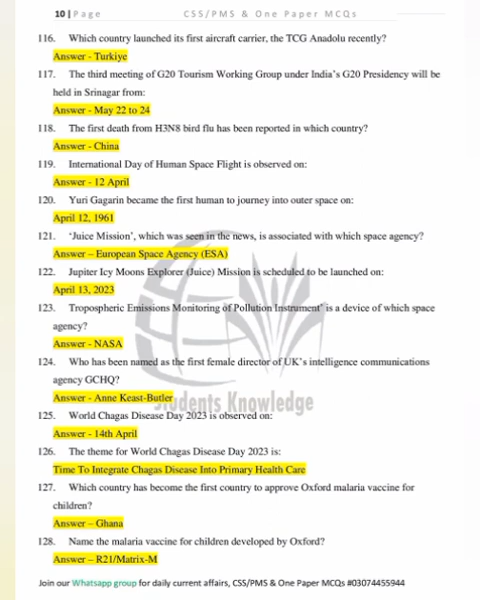 10 | P a g e CSS/PMS & One Paper MCQs
116. Which country launched its first aircraft carrier, the TCG Anadolu recently?
Answer - Turkiye
117. The third meeting of G20 Tourism Working Group under India's G20 Presidency will be
held in Srinagar from:
Answer - May 22 to 24
118. The first death from H3N8 bird flu has been reported in which country?
Answer - China
119. International Day of Human Space Flight is observed on:
Answer - 12 April
120. Yuri Gagarin became the first human to journey into outer space on:
April 12, 1961
121. 'Juice Mission', which was seen in the news, is associated with which space agency?
Answer – European Space Agency (ESA)
122. Jupiter Icy Moons Explorer (Juice) Mission is scheduled to be launched on:
April 13, 2023
123. Tropospheric Emissions Monitoring of Pollution Instrument' is a device of which space
agency?
Answer - NASA
124. Who has been named as the first female director of UK's intelligence communications
agency GCHQ?
Answer - Anne Keast-Butler
Students Knowledge
125. World Chagas Disease Day 2023 is observed on:
Answer - 14th April
126. The theme for World Chagas Disease Day 2023 is:
Time To Integrate Chagas Disease Into Primary Health Care
127. Which country has become the first country to approve Oxford malaria vaccine for
children?
Answer – Ghana
128. Name the malaria vaccine for children developed by Oxford?
Answer – R21/Matrix-M
Join our Whatsapp group for daily current affairs, CSS/PMS & One Paper MCQs #03074455944